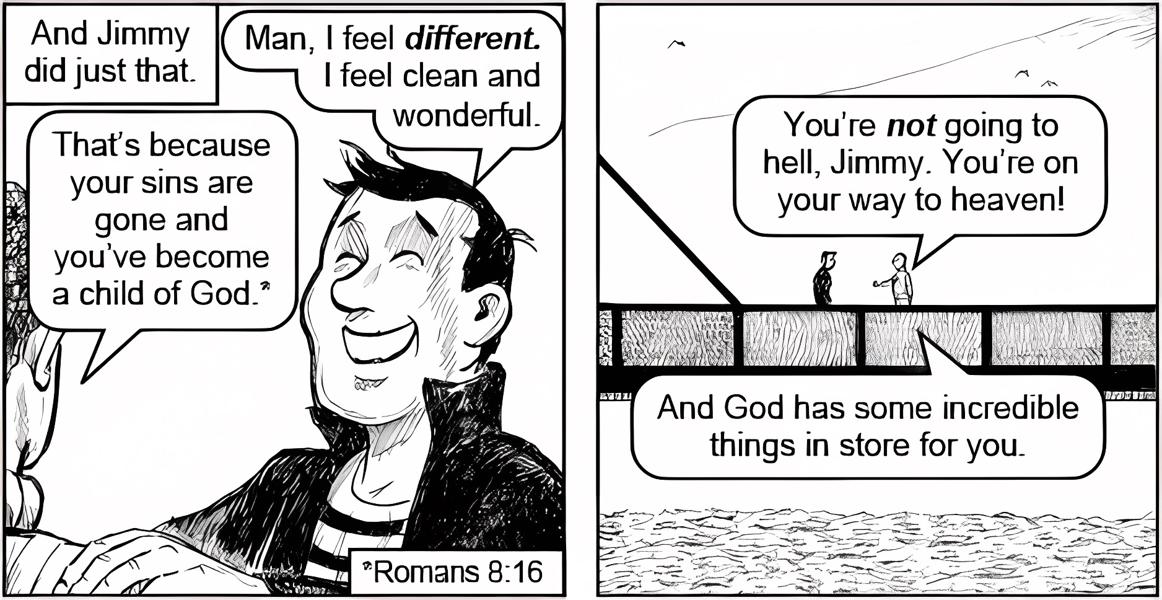 And Jimmy
did just that.
Man, I feel different.
I feel clean and
wonderful.
That's because
your sins are
gone and
you've become
a child of God.*
*Romans 8:16
You're not going to
hell, Jimmy. You're on
your way to heaven!
And God has some incredible
things in store for you.